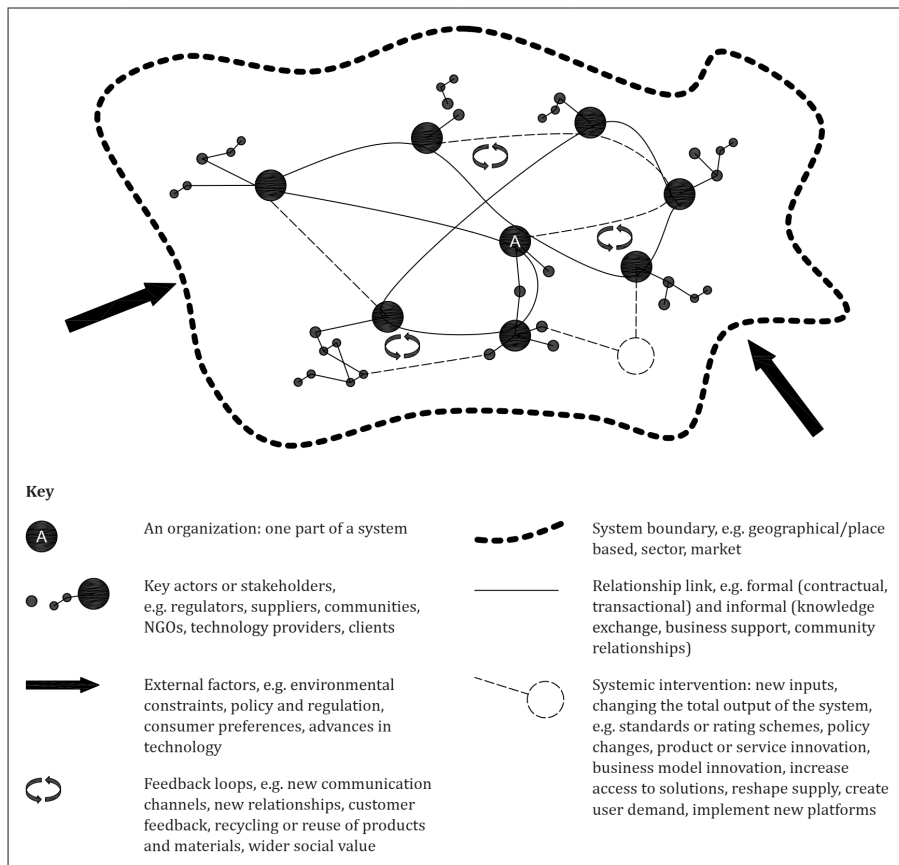 A
Key
A
An organization: one part of a system
Key actors or stakeholders,
e.g. regulators, suppliers, communities,
NGOs, technology providers, clients
External factors, e.g. environmental
constraints, policy and regulation,
consumer preferences, advances in
technology
Feedback loops, e.g. new communication
channels, new relationships, customer
feedback, recycling or reuse of products
and materials, wider social value
System boundary, e.g. geographical/place
based, sector, market
Relationship link, e.g. formal (contractual,
transactional) and informal (knowledge
exchange, business support, community
relationships)
Systemic intervention: new inputs,
changing the total output of the system,
e.g. standards or rating schemes, policy
changes, product or service innovation,
business model innovation, increase
access to solutions, reshape supply, create
user demand, implement new platforms